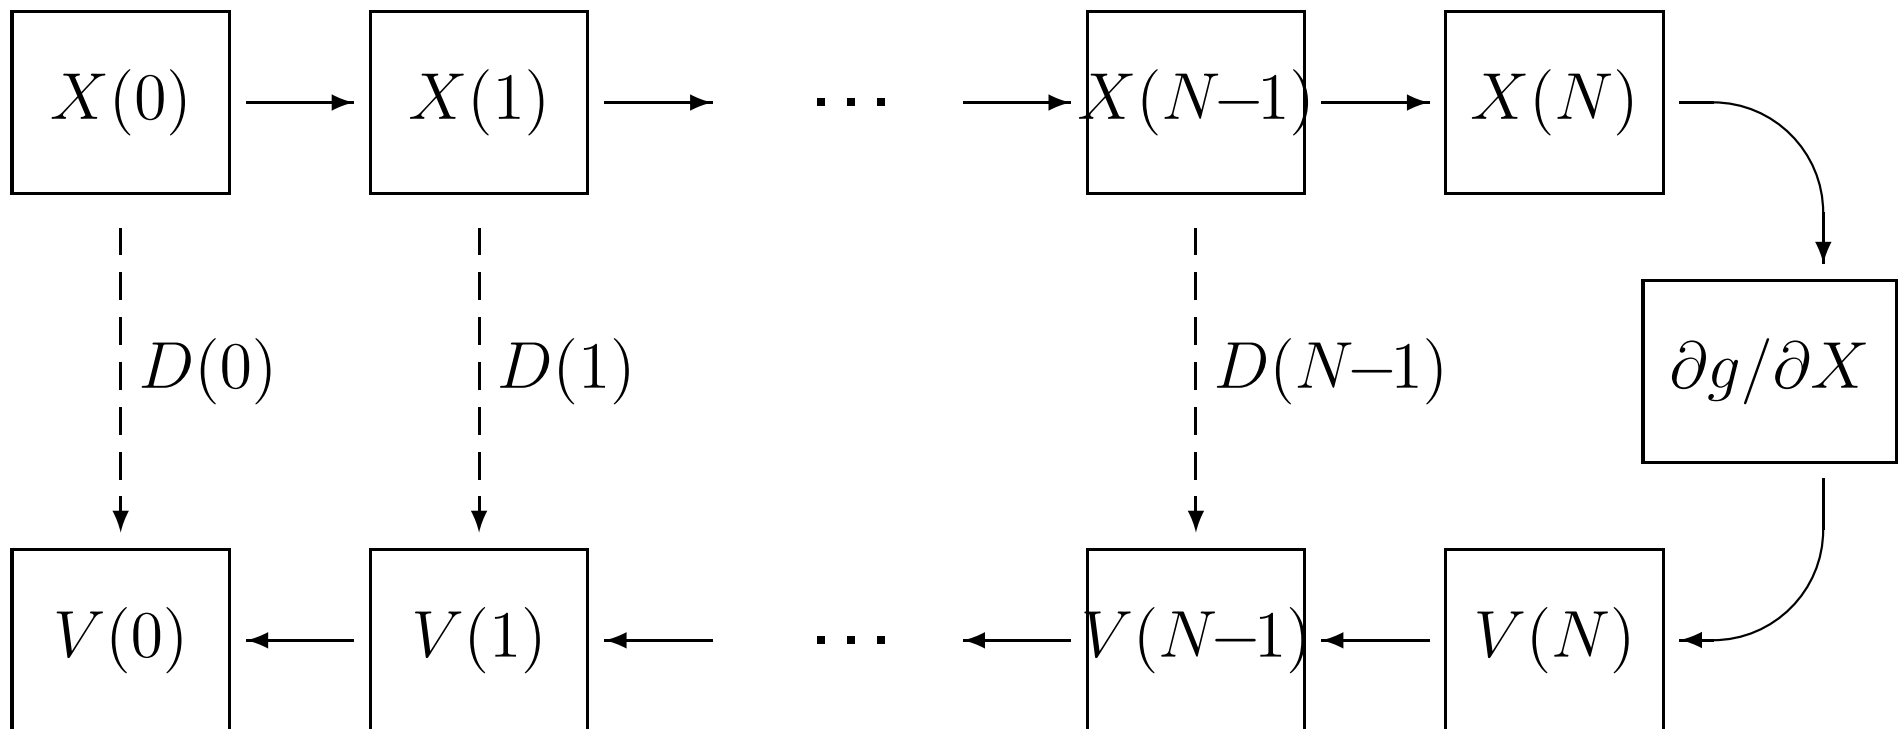 X(0) X(1) ... X(N−1) X(N)
D(0) D(1) D(N−1) ∂g/∂X
V(0) V(1) ... V(N−1) V(N)